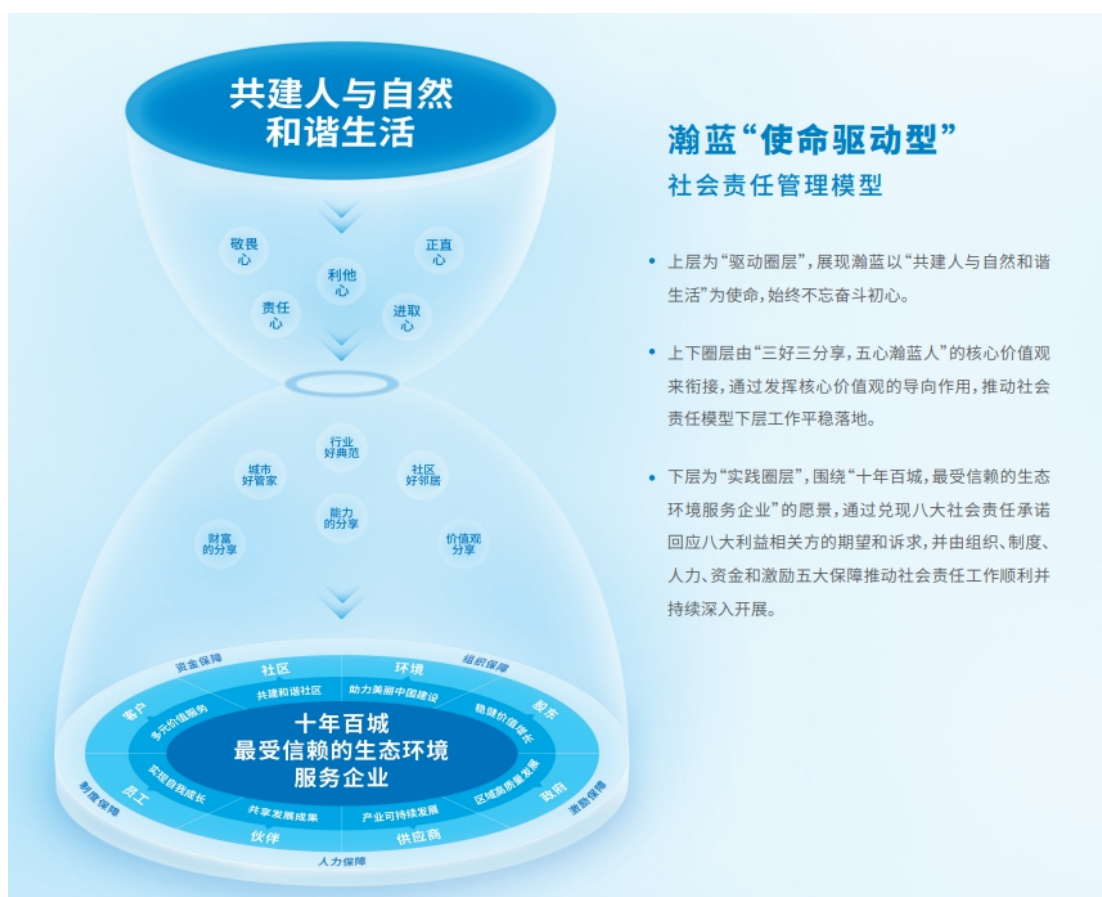 共建人与自然
和谐生活
敬畏
心
正直
心
利他
心
责任
心
进取
心
行业
好典范
城市
好管家
社区
好邻居
能力
的分享
财富
的分享
价值观
分享
资金保障
组织保障
社区
环境
客户
股东
共建和谐社区
助力美丽中国建设
多元价值服务
稳健价值增长
十年百城
最受信赖的生态环境
服务企业
实现自我成长
区域高质量发展
员工
政府
制度保障
激励保障
共享发展成果
产业可持续发展
伙伴
供应商
人力保障
瀚蓝“使命驱动型”
社会责任管理模型
• 上层为“驱动圈层”,展现瀚蓝以“共建人与自然和谐
生活”为使命,始终不忘奋斗初心。
• 上下圈层由“三好三分享,五心瀚蓝人”的核心价值观
来衔接,通过发挥核心价值观的导向作用,推动社会
责任模型下层工作平稳落地。
• 下层为“实践圈层”,围绕“十年百城,最受信赖的生态
环境服务企业”的愿景,通过兑现八大社会责任承诺
回应八大利益相关方的期望和诉求,并由组织、制度、
人力、资金和激励五大保障推动社会责任工作顺利并
持续深入开展。